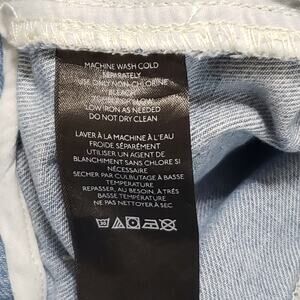 MACHINE WASH COLD
SEPARATELY
USE ONLY NON-CHLORINE
BLEACH
LOW
LOW IRON AS NEEDED
DO NOT DRY CLEAN
LAVER À LA MACHINE À L'EAU
FROIDE SÉPARÉMENT
UTILISER UN AGENT DE
BLANCHIMENT SANS CHLORE SI
NÉCESSAIRE
SECHER PAR CULBUTAGE À BASSE
TEMPÉRATURE
REPASSER, AU BESOIN, À TRÈS
BASSE TEMPÉRATURE
NE PAS NETTOYER À SEC